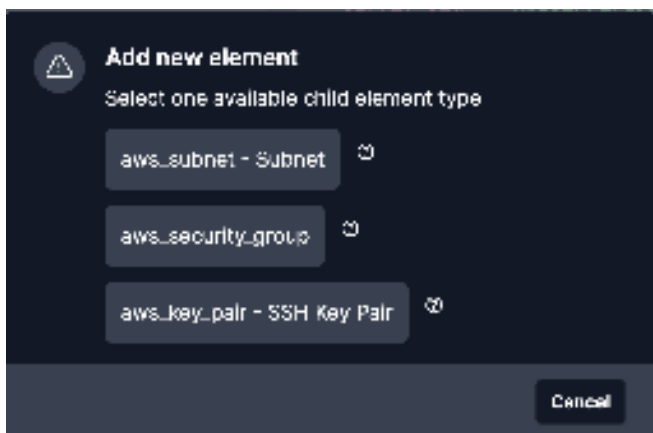 Add new element
Select one available child element type
aws_subnet - Subnet
aws_security_group
aws_key_pair - SSH Key Pair
Cancel